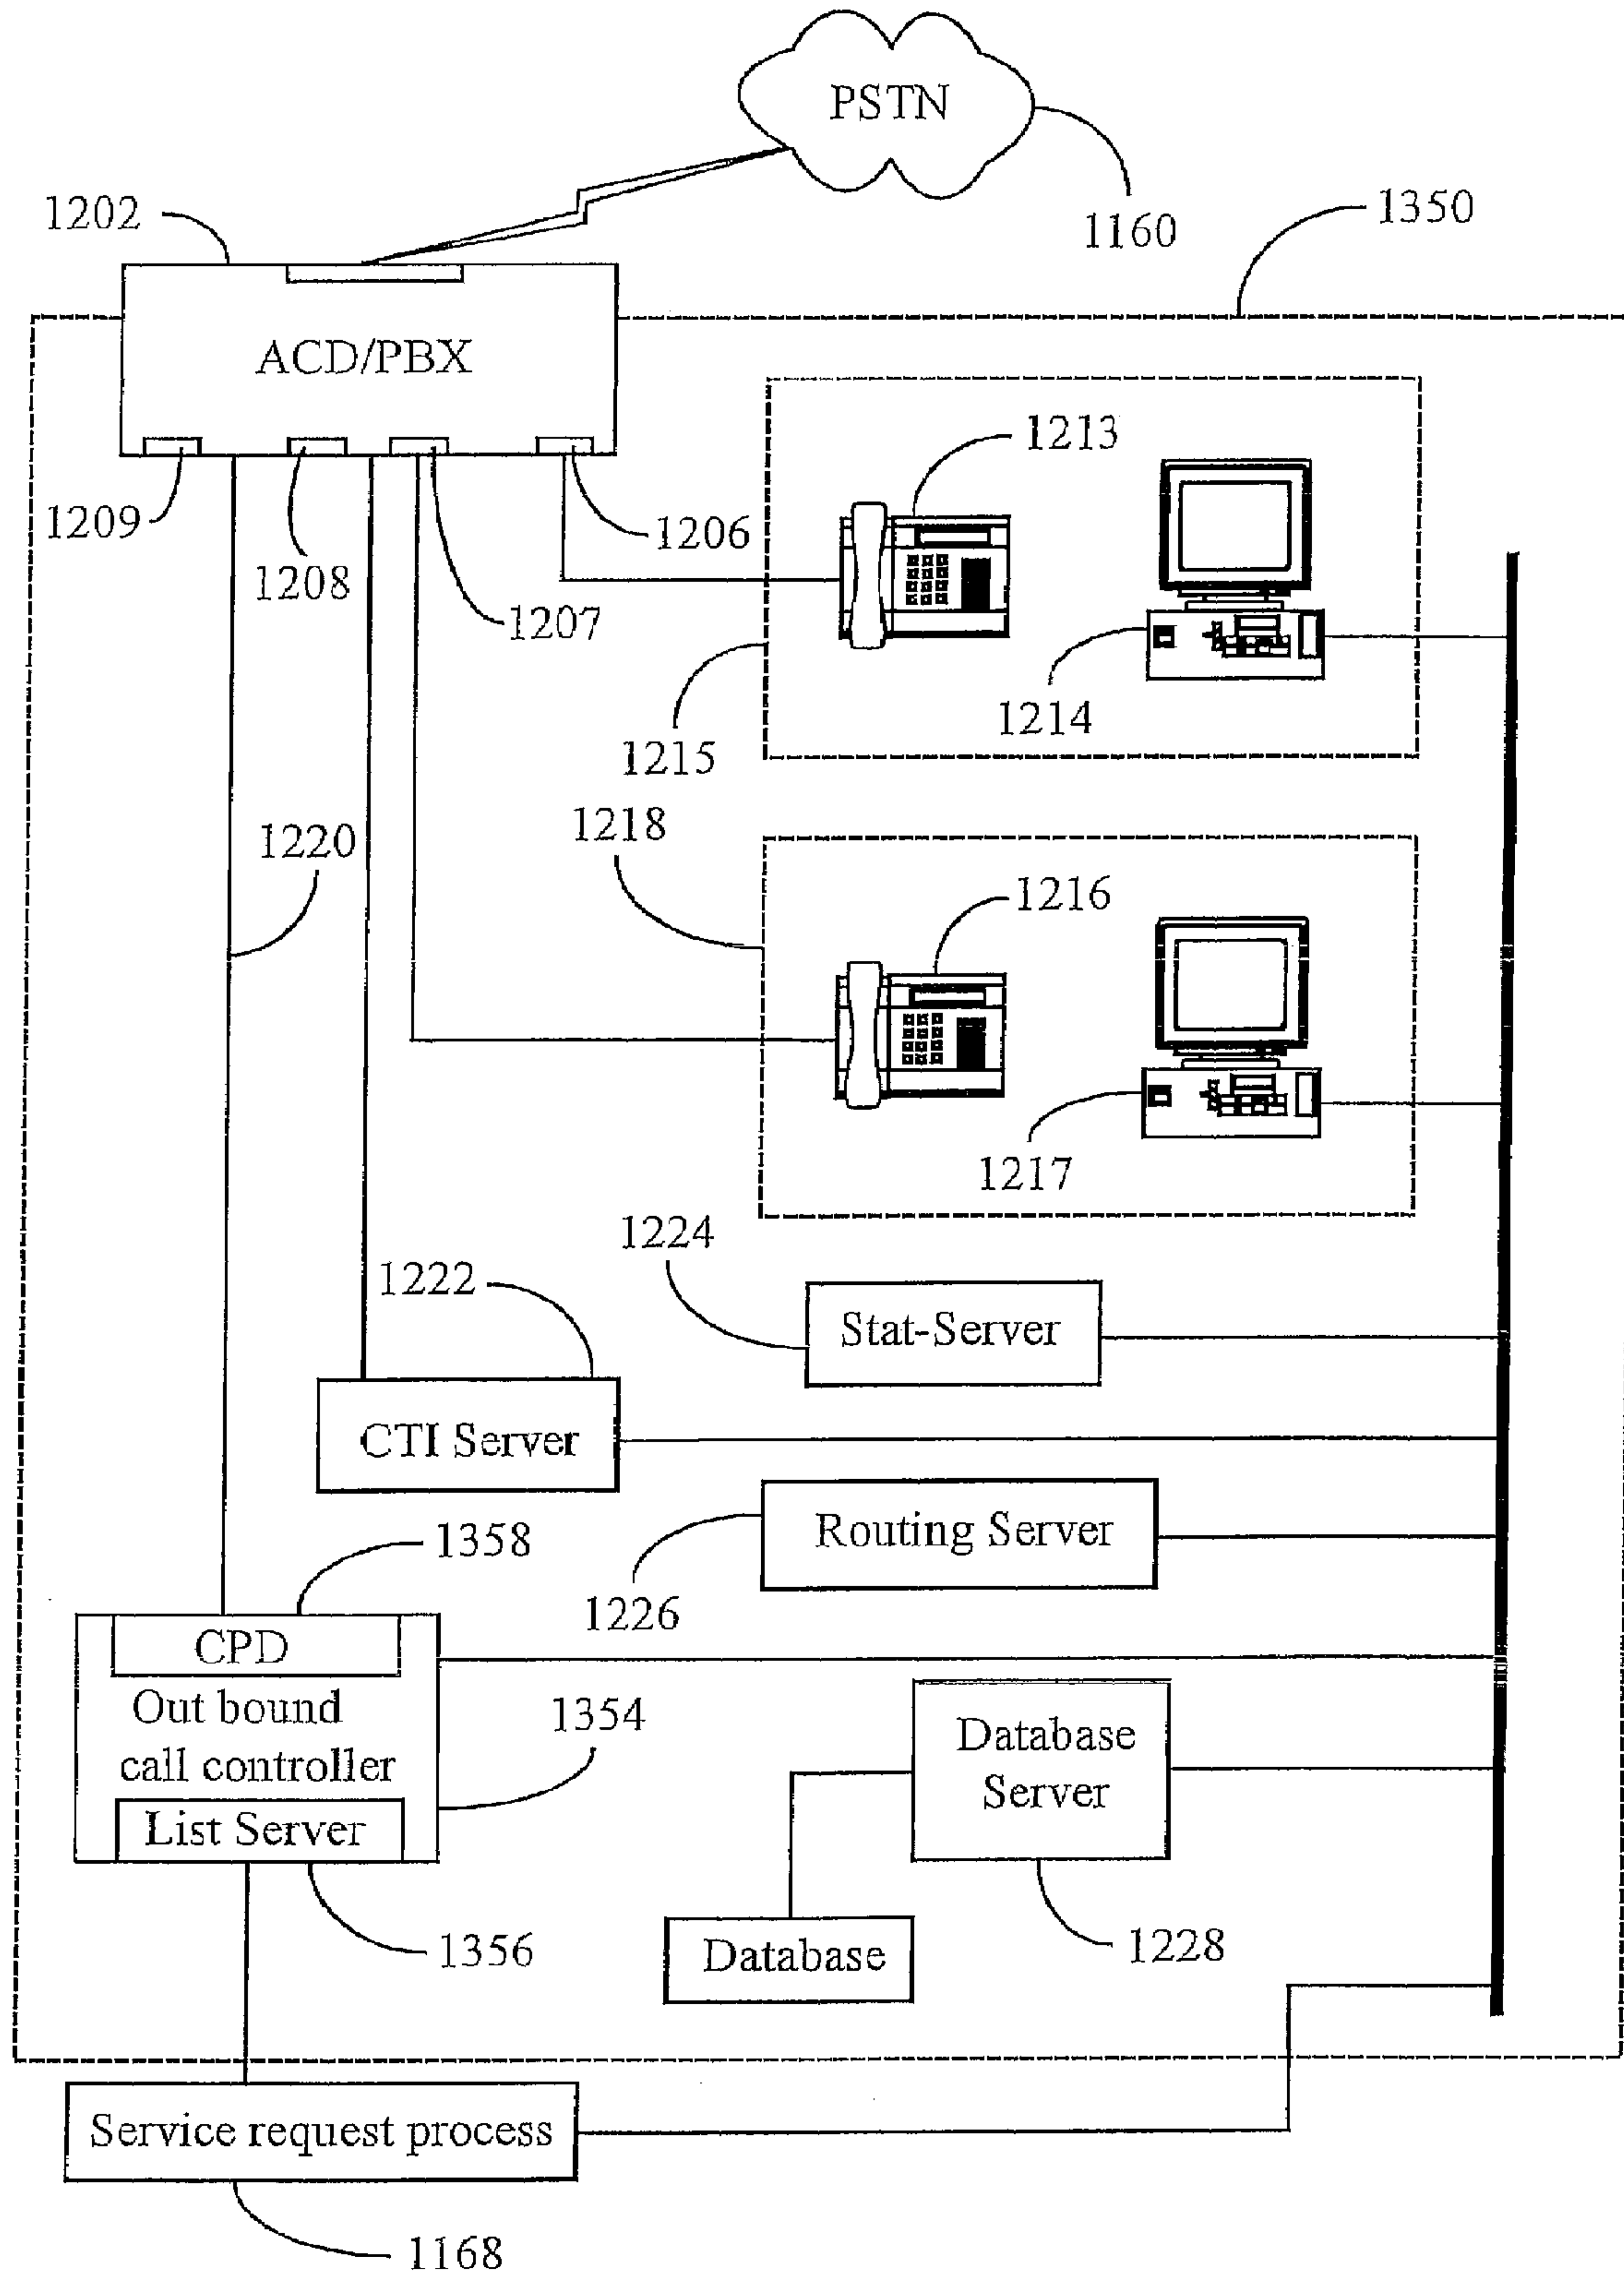 PSTN
1202
1350
1160
ACD/PBX
1213
1209
1206
1208
1207
1214
1215
1218
1220
1216
1217
1224
1222
Stat-Server
CTI Server
Routing Server
1358
1226
CPD
Out bound
call controller
1354
Database
Server
List Server
1356
1228
Database
Service request process
1168